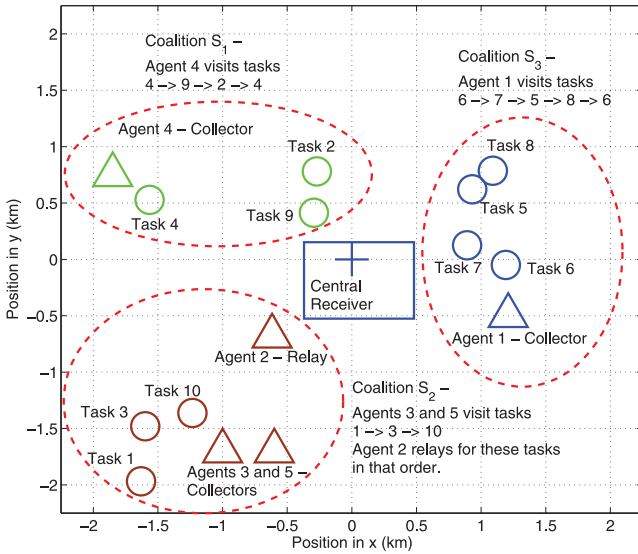 Coalition S1 –
Agent 4 visits tasks
4 –> 9 –> 2 –> 4
Coalition S3 –
Agent 1 visits tasks
6 –> 7 –> 5 –> 8 –> 6
Agent 4 – Collector
Task 2
Task 8
Task 5
Task 4
Task 9
Task 7
Task 6
Central
Receiver
Agent 1 – Collector
Agent 2 – Relay
Task 10
Task 3
Task 1
Agents 3 and 5 –
Collectors
Coalition S2 –
Agents 3 and 5 visit tasks
1 –> 3 –> 10
Agent 2 relays for these tasks
in that order.
2
1.5
1
0.5
0
−0.5
−1
−1.5
−2
Position in y (km)
−2 −1.5 −1 −0.5 0 0.5 1 1.5 2
Position in x (km)